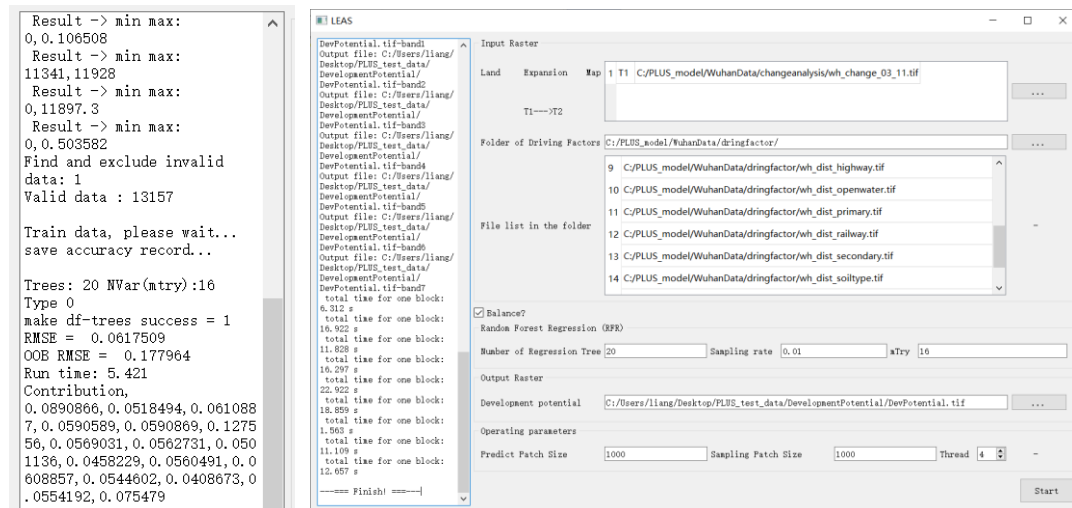 Result -> min max:
0,0.106508
Result -> min max:
11341,11928
Result -> min max:
0,11897.3
Result -> min max:
0,0.503582
Find and exclude invalid
data: 1
Valid data : 13157
Train data, please wait...
save accuracy record...
Trees: 20 NVar(mtry):16
Type 0
make df-trees success = 1
RMSE =  0.0617509
OOB RMSE =  0.177964
Run time: 5.421
Contribution,
0.0890866,0.0518494,0.061088
7,0.0590589,0.0590869,0.1275
56,0.0569031,0.0562731,0.050
1136,0.0458229,0.0560491,0.0
608857,0.0544602,0.0408673,0
.0554192,0.075479
LEAS
DevPotential.tif-band1
Output file: C:/Users/liang/
Desktop/PLUS_test_data/
DevelopmentPotential/
DevPotential.tif-band2
Output file: C:/Users/liang/
Desktop/PLUS_test_data/
DevelopmentPotential/
DevPotential.tif-band3
Output file: C:/Users/liang/
Desktop/PLUS_test_data/
DevelopmentPotential/
DevPotential.tif-band4
Output file: C:/Users/liang/
Desktop/PLUS_test_data/
DevelopmentPotential/
DevPotential.tif-band5
Output file: C:/Users/liang/
Desktop/PLUS_test_data/
DevelopmentPotential/
DevPotential.tif-band6
Output file: C:/Users/liang/
Desktop/PLUS_test_data/
DevelopmentPotential/
DevPotential.tif-band7
total time for one block:
6.312 s
total time for one block:
16.922 s
total time for one block:
11.828 s
total time for one block:
16.297 s
total time for one block:
22.922 s
total time for one block:
18.859 s
total time for one block:
1.563 s
total time for one block:
11.109 s
total time for one block:
12.657 s
---=== Finish! ===---
Input Raster
Land Expansion Map 1 T1 C:/PLUS_model/WuhanData/changeanalysis/wh_change_03_11.tif ...
T1--->T2
Folder of Driving Factors C:/PLUS_model/WuhanData/dringfactor/ ...
9 C:/PLUS_model/WuhanData/dringfactor/wh_dist_highway.tif
10 C:/PLUS_model/WuhanData/dringfactor/wh_dist_openwater.tif
11 C:/PLUS_model/WuhanData/dringfactor/wh_dist_primary.tif
File list in the folder 12 C:/PLUS_model/WuhanData/dringfactor/wh_dist_railway.tif -
13 C:/PLUS_model/WuhanData/dringfactor/wh_dist_secondary.tif
14 C:/PLUS_model/WuhanData/dringfactor/wh_dist_soiltype.tif
Balance?
Random Forest Regression (RFR)
Number of Regression Tree 20 Sampling rate 0.01 mTry 16
Output Raster
Development potential C:/Users/liang/Desktop/PLUS_test_data/DevelopmentPotential/DevPotential.tif ...
Operating parameters
Predict Patch Size 1000 Sampling Patch Size 1000 Thread 4 -
Start